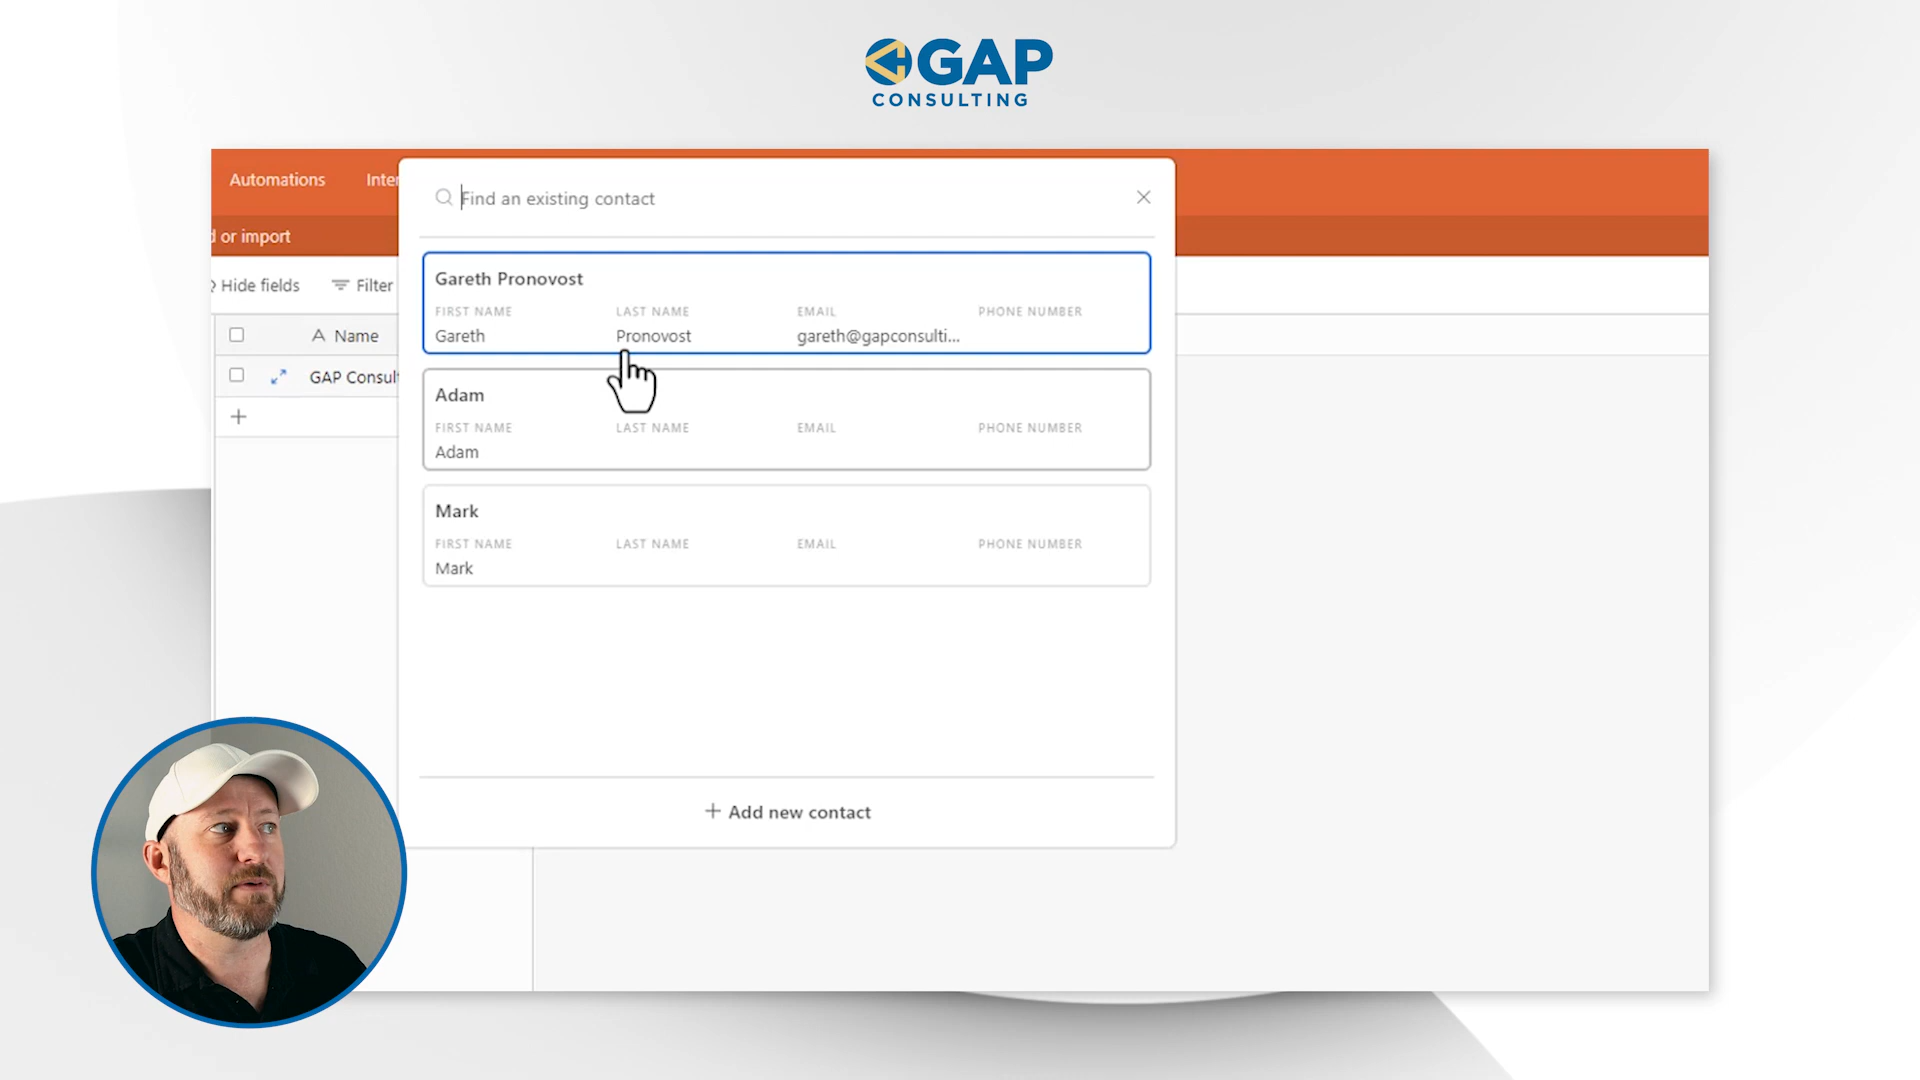 GAP
CONSULTING
Automations
Inter
d or import
Find an existing contact
Hide fields
Filter
A Name
GAP Consult
Gareth Pronovost
FIRST NAME LAST NAME EMAIL PHONE NUMBER
Gareth Pronovost gareth@gapconsulti...
Adam
FIRST NAME LAST NAME EMAIL PHONE NUMBER
Adam
Mark
FIRST NAME LAST NAME EMAIL PHONE NUMBER
Mark
+ Add new contact